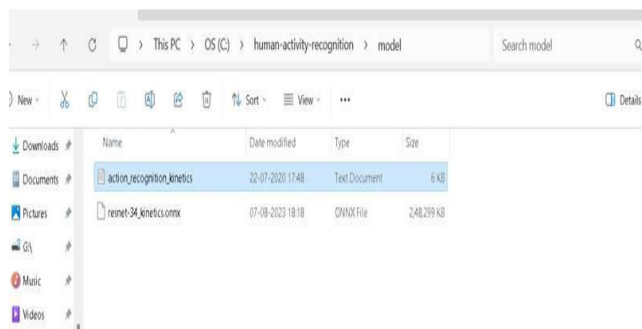 This PC > OS (C:) > human-activity-recognition > model
Search model
New
Sort
View
Details
Name Date modified Type Size
Downloads
action_recognition_kinetics 22-07-2020 17:48 Text Document 6 KB
Documents
resnet-34_kinetics.onnx 07-08-2023 18:18 ONNX File 2,48,299 KB
Pictures
G:\
Music
Videos